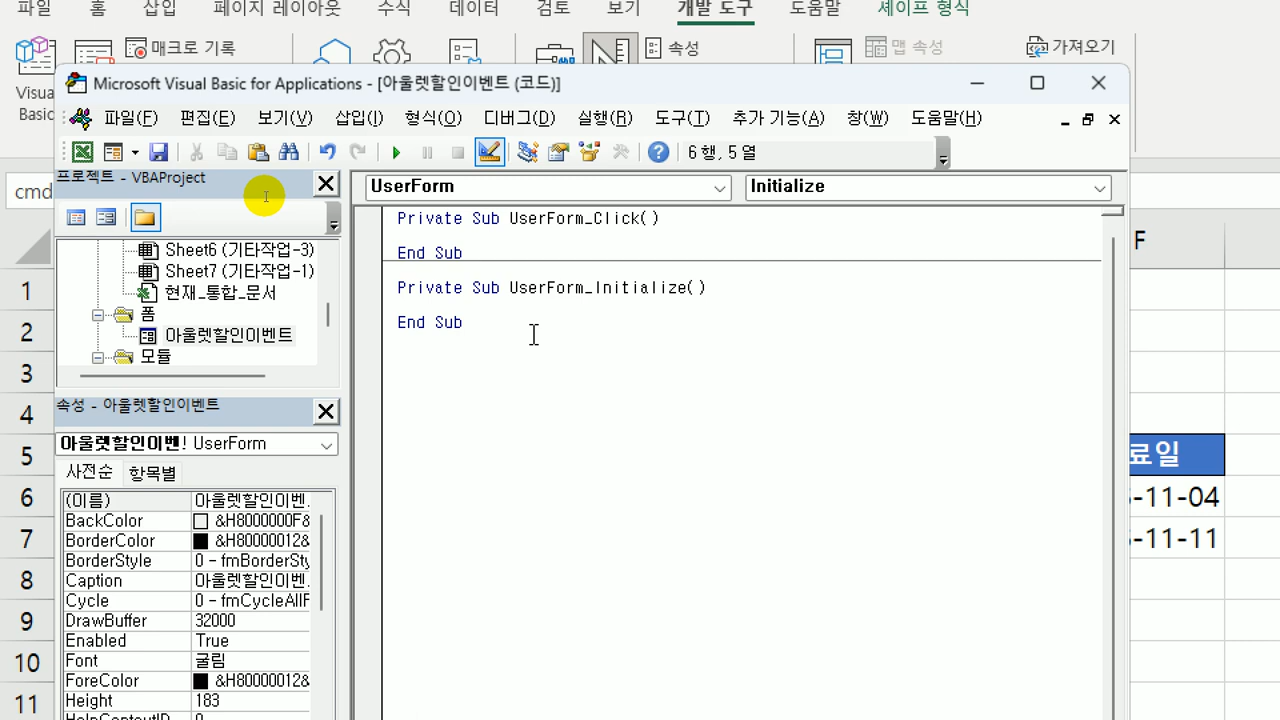 파일 홈 삽입 페이지 레이아웃 수식 데이터 검토 보기 개발 도구 도움말 셰이프 형식
매크로 기록 속성 맵 속성 가져오기
Visua
Basic
Microsoft Visual Basic for Applications - [아울렛할인이벤트 (코드)]
파일(F) 편집(E) 보기(V) 삽입(I) 형식(O) 디버그(D) 실행(R) 도구(T) 추가 기능(A) 창(W) 도움말(H)
6 행, 5 열
프로젝트 - VBAProject
cmd
UserForm Initialize
Private Sub UserForm_Click()
End Sub
Private Sub UserForm_Initialize()
End Sub
Sheet6 (기타작업-3)
Sheet7 (기타작업-1)
현재_통합_문서
폼
아울렛할인이벤트
모듈
속성 - 아울렛할인이벤트
아울렛할인이벤! UserForm
사전순 항목별
(이름) 아울렛할인이벤.
BackColor &H8000000F&
BorderColor &H80000012&
BorderStyle 0 - fmBorderSty
Caption 아울렛할인이벤.
Cycle 0 - fmCycleAllF
DrawBuffer 32000
Enabled True
Font 굴림
ForeColor &H80000012&
Height 183
HelpContextID 0
F
1
2
3
4
5
6
7
8
9
10
11
료일
-11-04
-11-11